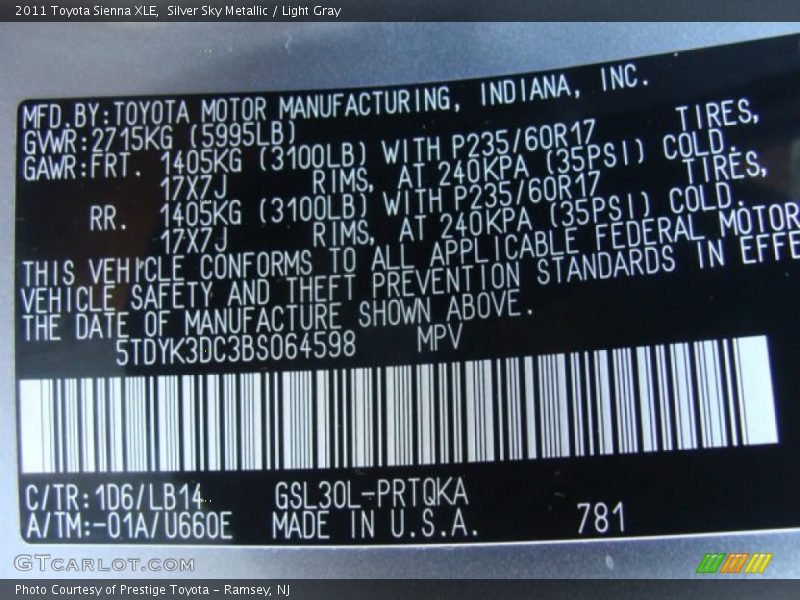 2011 Toyota Sienna XLE,  Silver Sky Metallic / Light Gray
MFD.BY:TOYOTA MOTOR MANUFACTURING, INDIANA, INC.
GVWR:2715KG (5995LB)
GAWR:FRT. 1405KG (3100LB) WITH P235/60R17 TIRES,
17X7J RIMS, AT 240KPA (35PSI) COLD.
RR. 1405KG (3100LB) WITH P235/60R17 TIRES,
17X7J RIMS, AT 240KPA (35PSI) COLD.
THIS VEHICLE CONFORMS TO ALL APPLICABLE FEDERAL MOTOR
VEHICLE SAFETY AND THEFT PREVENTION STANDARDS IN EFFE
THE DATE OF MANUFACTURE SHOWN ABOVE.
5TDYK3DC3BS064598 MPV
C/TR:1D6/LB14 GSL30L-PRTQKA
A/TM:-01A/U660E MADE IN U.S.A. 781
GTCARLOT.COM
Photo Courtesy of Prestige Toyota - Ramsey, NJ